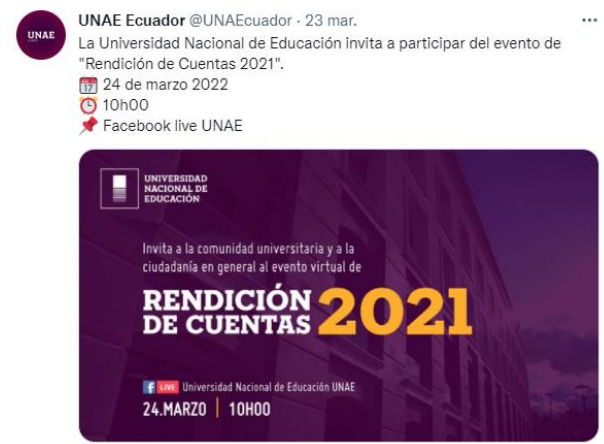 UNAE Ecuador @UNAEcuador · 23 mar.
UNAE
La Universidad Nacional de Educación invita a participar del evento de
"Rendición de Cuentas 2021".
24 de marzo 2022
10h00
Facebook live UNAE
UNIVERSIDAD
NACIONAL DE
EDUCACIÓN
Invita a la comunidad universitaria y a la
ciudadanía en general al evento virtual de
RENDICIÓN
DE CUENTAS 2021
f LIVE Universidad Nacional de Educación UNAE
24.MARZO | 10H00